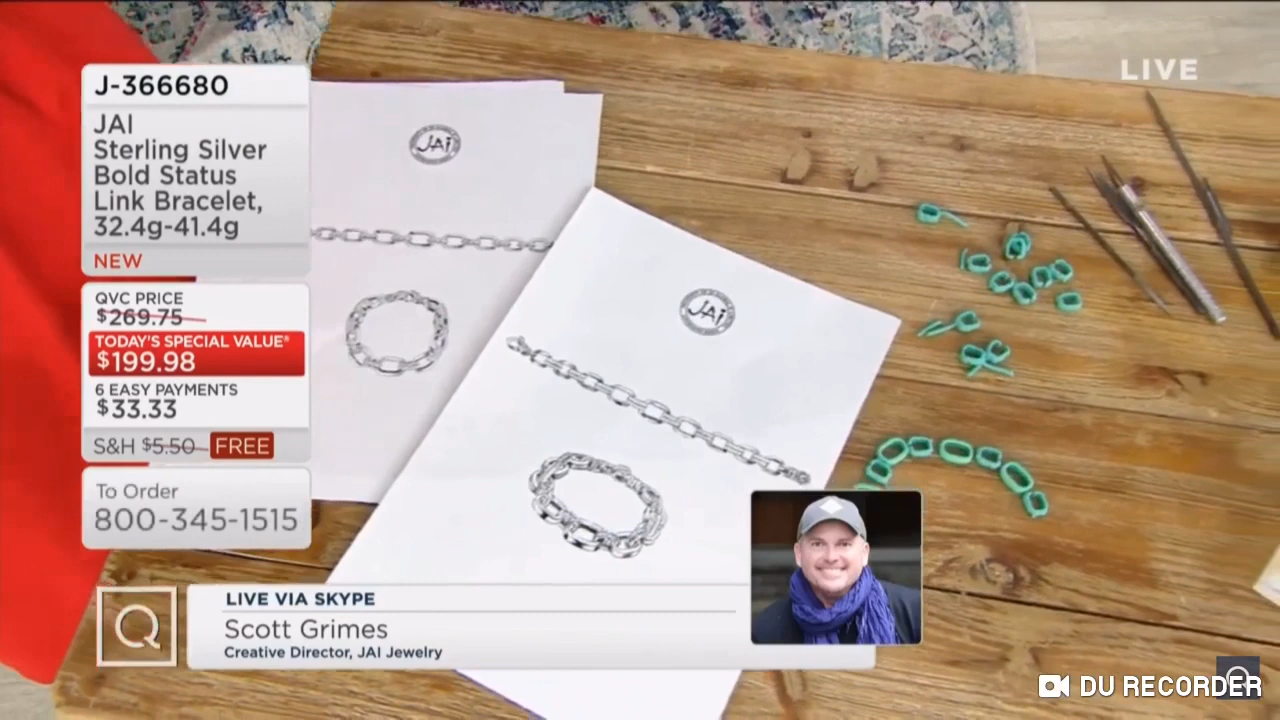 LIVE
J-366680
JAI
Sterling Silver
Bold Status
Link Bracelet,
32.4g-41.4g
NEW
QVC PRICE
$269.75
TODAY'S SPECIAL VALUE®
$199.98
6 EASY PAYMENTS
$33.33
S&H $5.50 FREE
To Order
800-345-1515
JAI
JAI
Q
LIVE VIA SKYPE
Scott Grimes
Creative Director, JAI Jewelry
Q
DU RECORDER